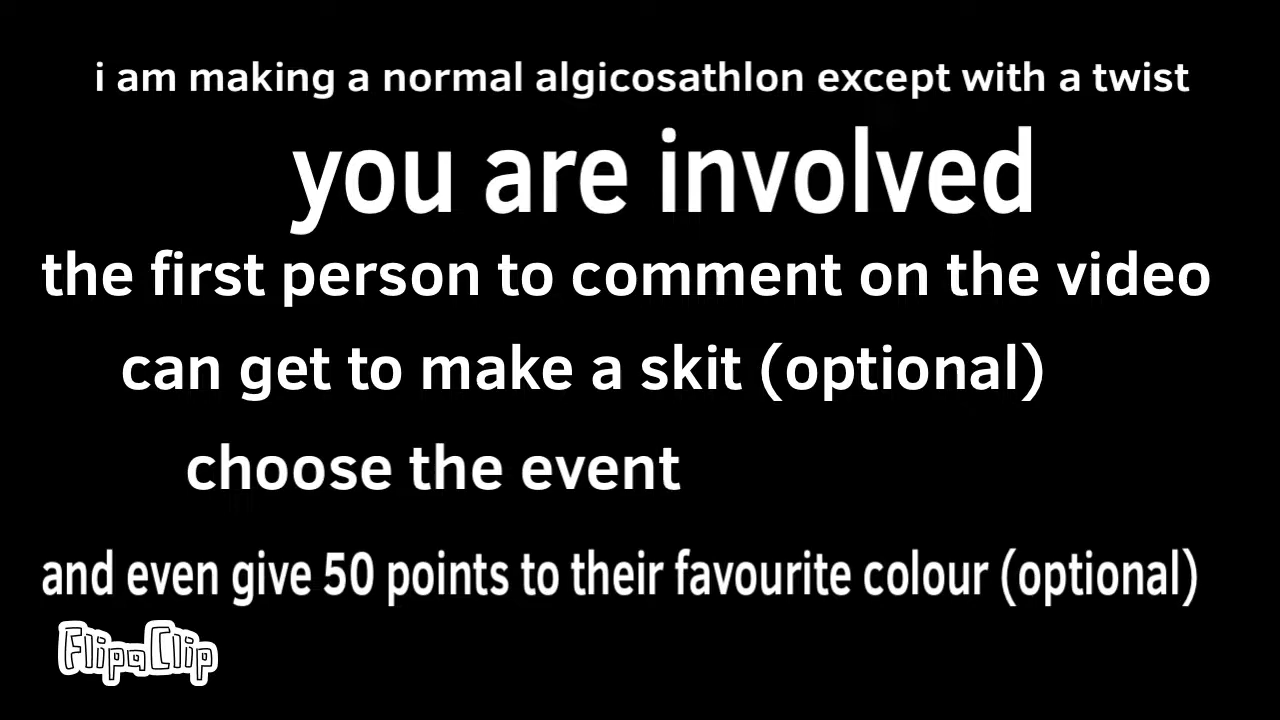 i am making a normal algicosathlon except with a twist
you are involved
the first person to comment on the video
can get to make a skit (optional)
choose the event
and even give 50 points to their favourite colour (optional)
FlipaClip